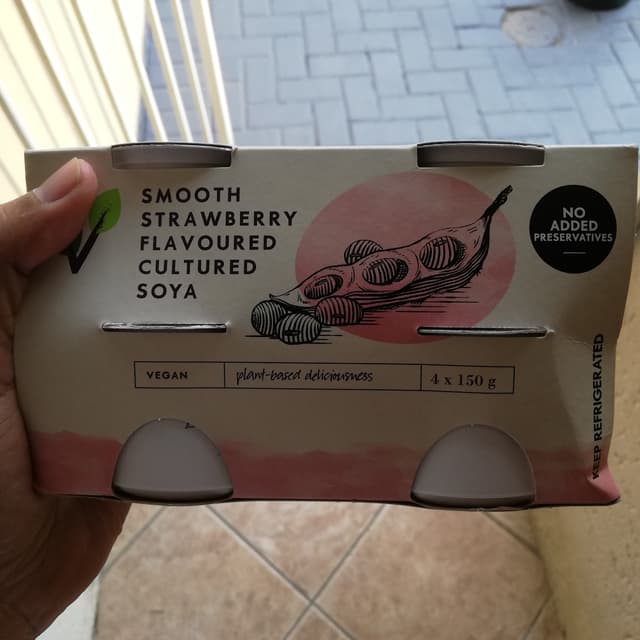 SMOOTH
STRAWBERRY
FLAVOURED
CULTURED
SOYA
NO
ADDED
PRESERVATIVES
VEGAN
plant-based deliciousness
4 x 150 g
KEEP REFRIGERATED